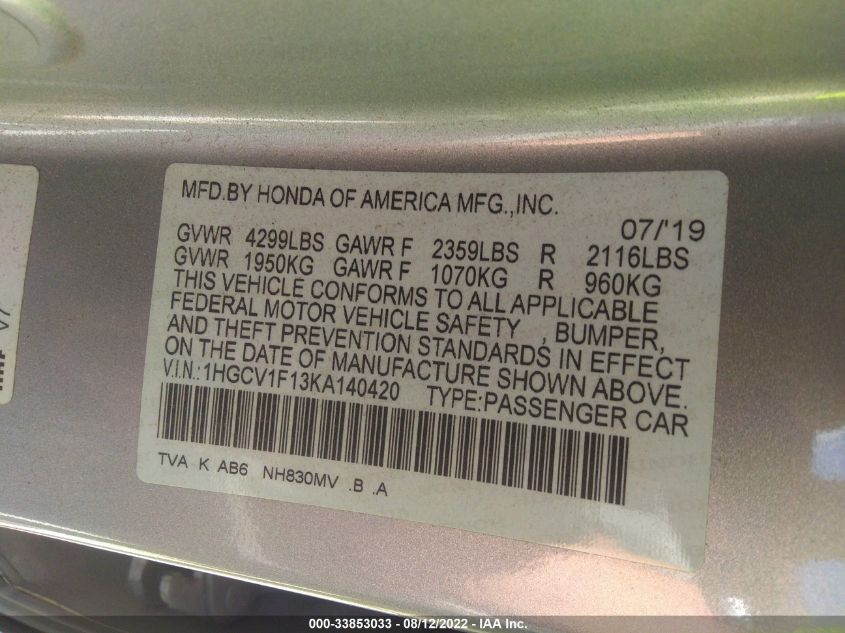 MFD.BY HONDA OF AMERICA MFG.,INC.
07/'19
GVWR 4299LBS GAWR F 2359LBS R 2116LBS
GVWR 1950KG GAWR F 1070KG R 960KG
THIS VEHICLE CONFORMS TO ALL APPLICABLE
FEDERAL MOTOR VEHICLE SAFETY , BUMPER,
AND THEFT PREVENTION STANDARDS IN EFFECT
ON THE DATE OF MANUFACTURE SHOWN ABOVE.
V.I.N.:1HGCV1F13KA140420 TYPE:PASSENGER CAR
TVA K AB6 NH830MV .B .A
000-33853033 - 08/12/2022 - IAA Inc.